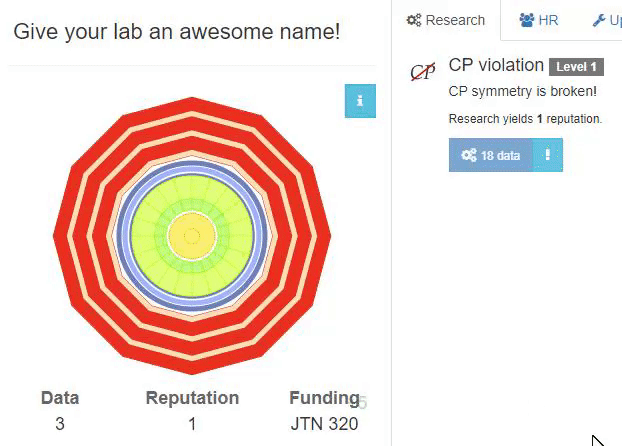 Give your lab an awesome name!
Research
HR
Up
i
CP
CP violation Level 1
CP symmetry is broken!
Research yields 1 reputation.
18 data
Data Reputation Funding
5
3 1 JTN 320